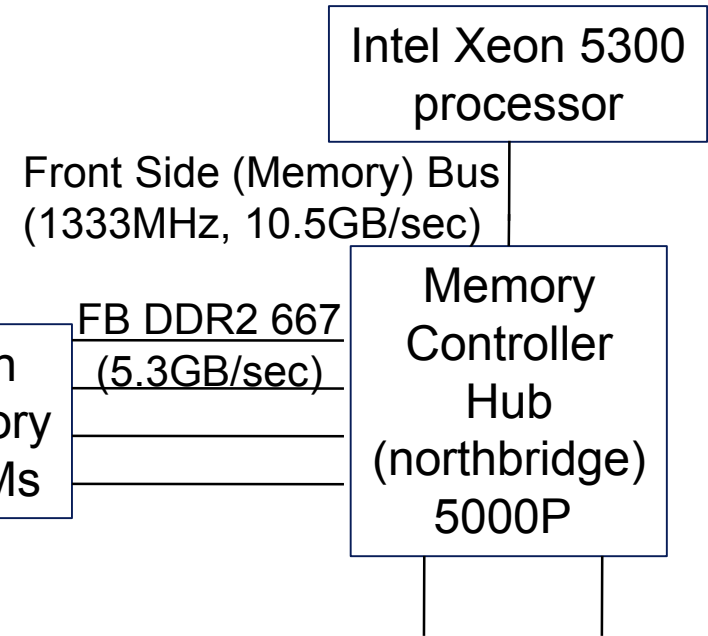 Intel Xeon 5300
processor
Front Side (Memory) Bus
(1333MHz, 10.5GB/sec)
FB DDR2 667
(5.3GB/sec)
Memory
Controller
Hub
(northbridge)
5000P